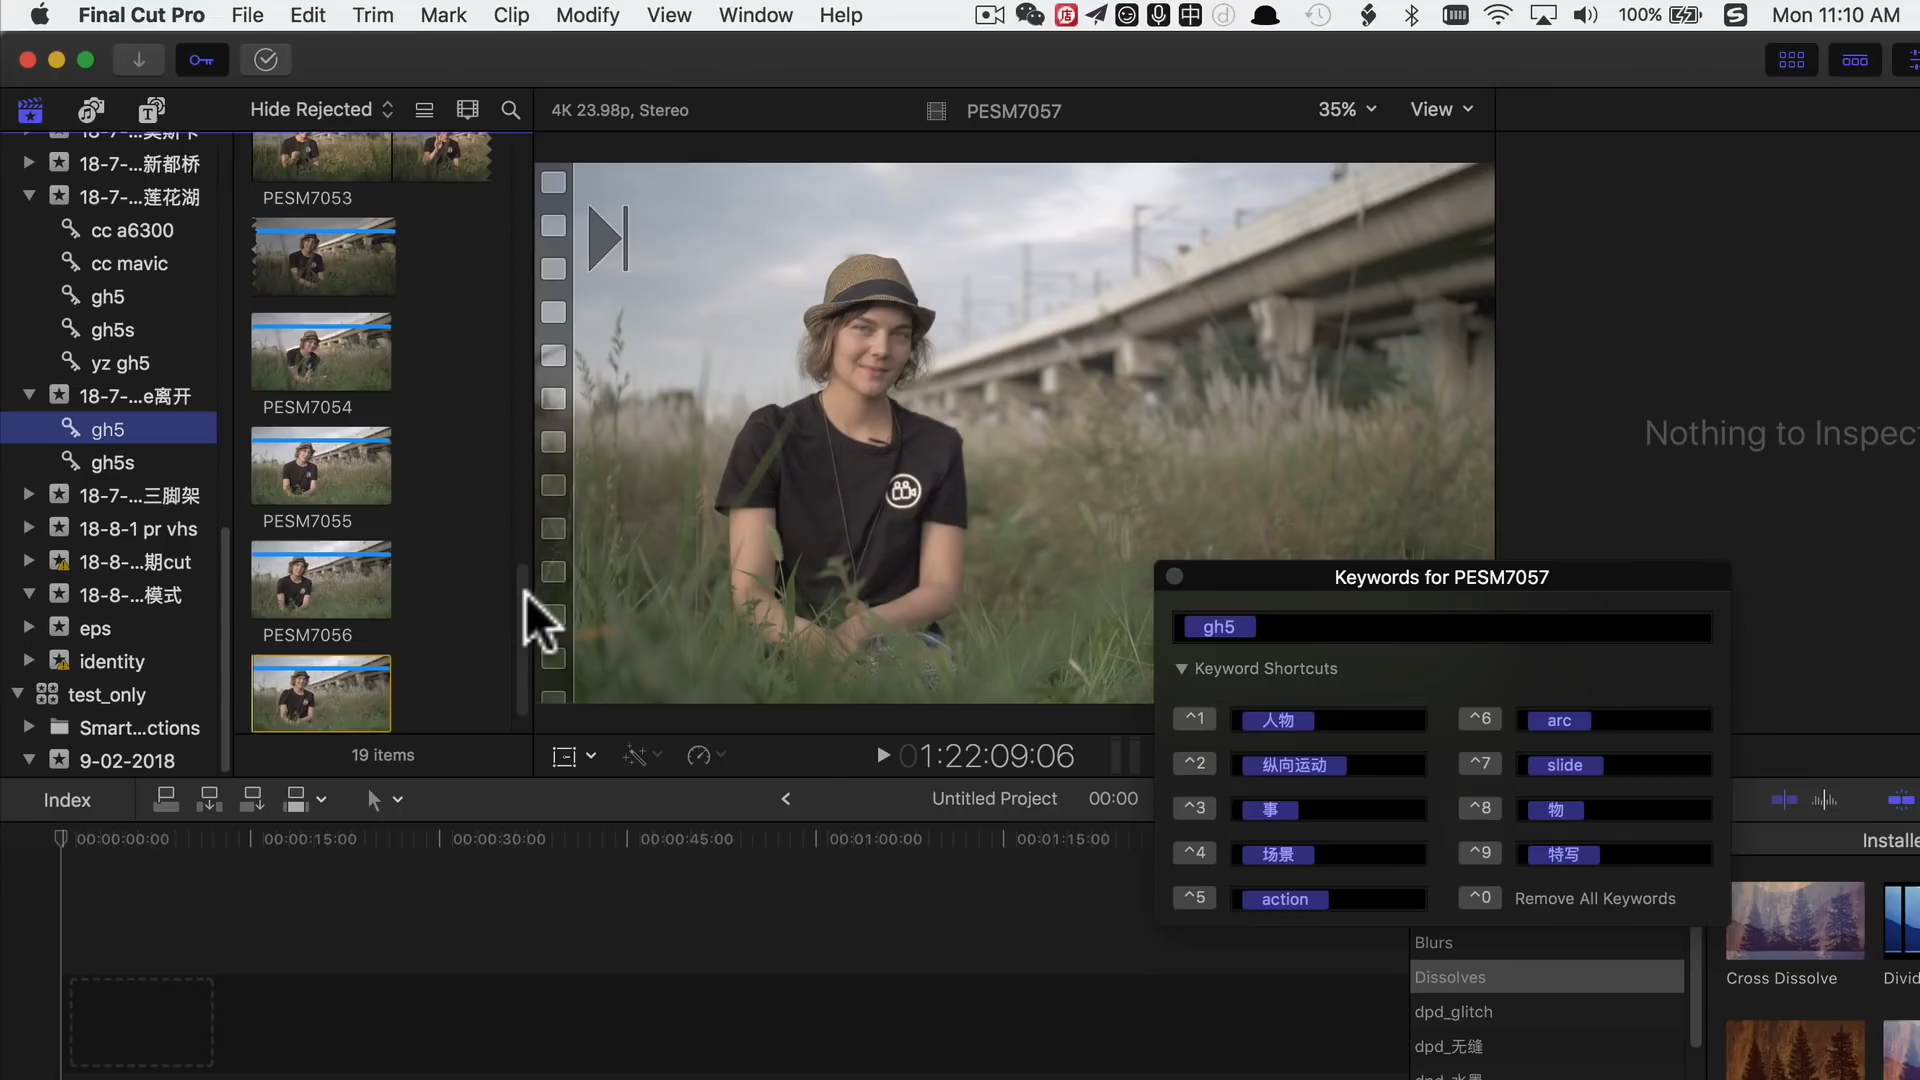 Final Cut Pro File Edit Trim Mark Clip Modify View Window Help 店 中 100% Mon 11:10 AM
Hide Rejected
4K 23.98p, Stereo
PESM7057
35%
View
18-7-...新都桥
18-7-...莲花湖
cc a6300
cc mavic
gh5
gh5s
yz gh5
18-7-...e离开
gh5
gh5s
18-7-...三脚架
18-8-1 pr vhs
18-8-...期cut
18-8-...模式
eps
identity
test_only
Smart...ctions
9-02-2018
PESM7053
PESM7054
PESM7055
PESM7056
19 items
01:22:09:06
Nothing to Inspect
Keywords for PESM7057
gh5
Keyword Shortcuts
^1 人物 ^6 arc
^2 纵向运动 ^7 slide
^3 事 ^8 物
^4 场景 ^9 特写
^5 action ^0 Remove All Keywords
Index
Untitled Project 00:00
00:00:00:00 00:00:15:00 00:00:30:00 00:00:45:00 00:01:00:00 00:01:15:00
Installe
Blurs
Dissolves
dpd_glitch
dpd_无缝
Cross Dissolve
Divid